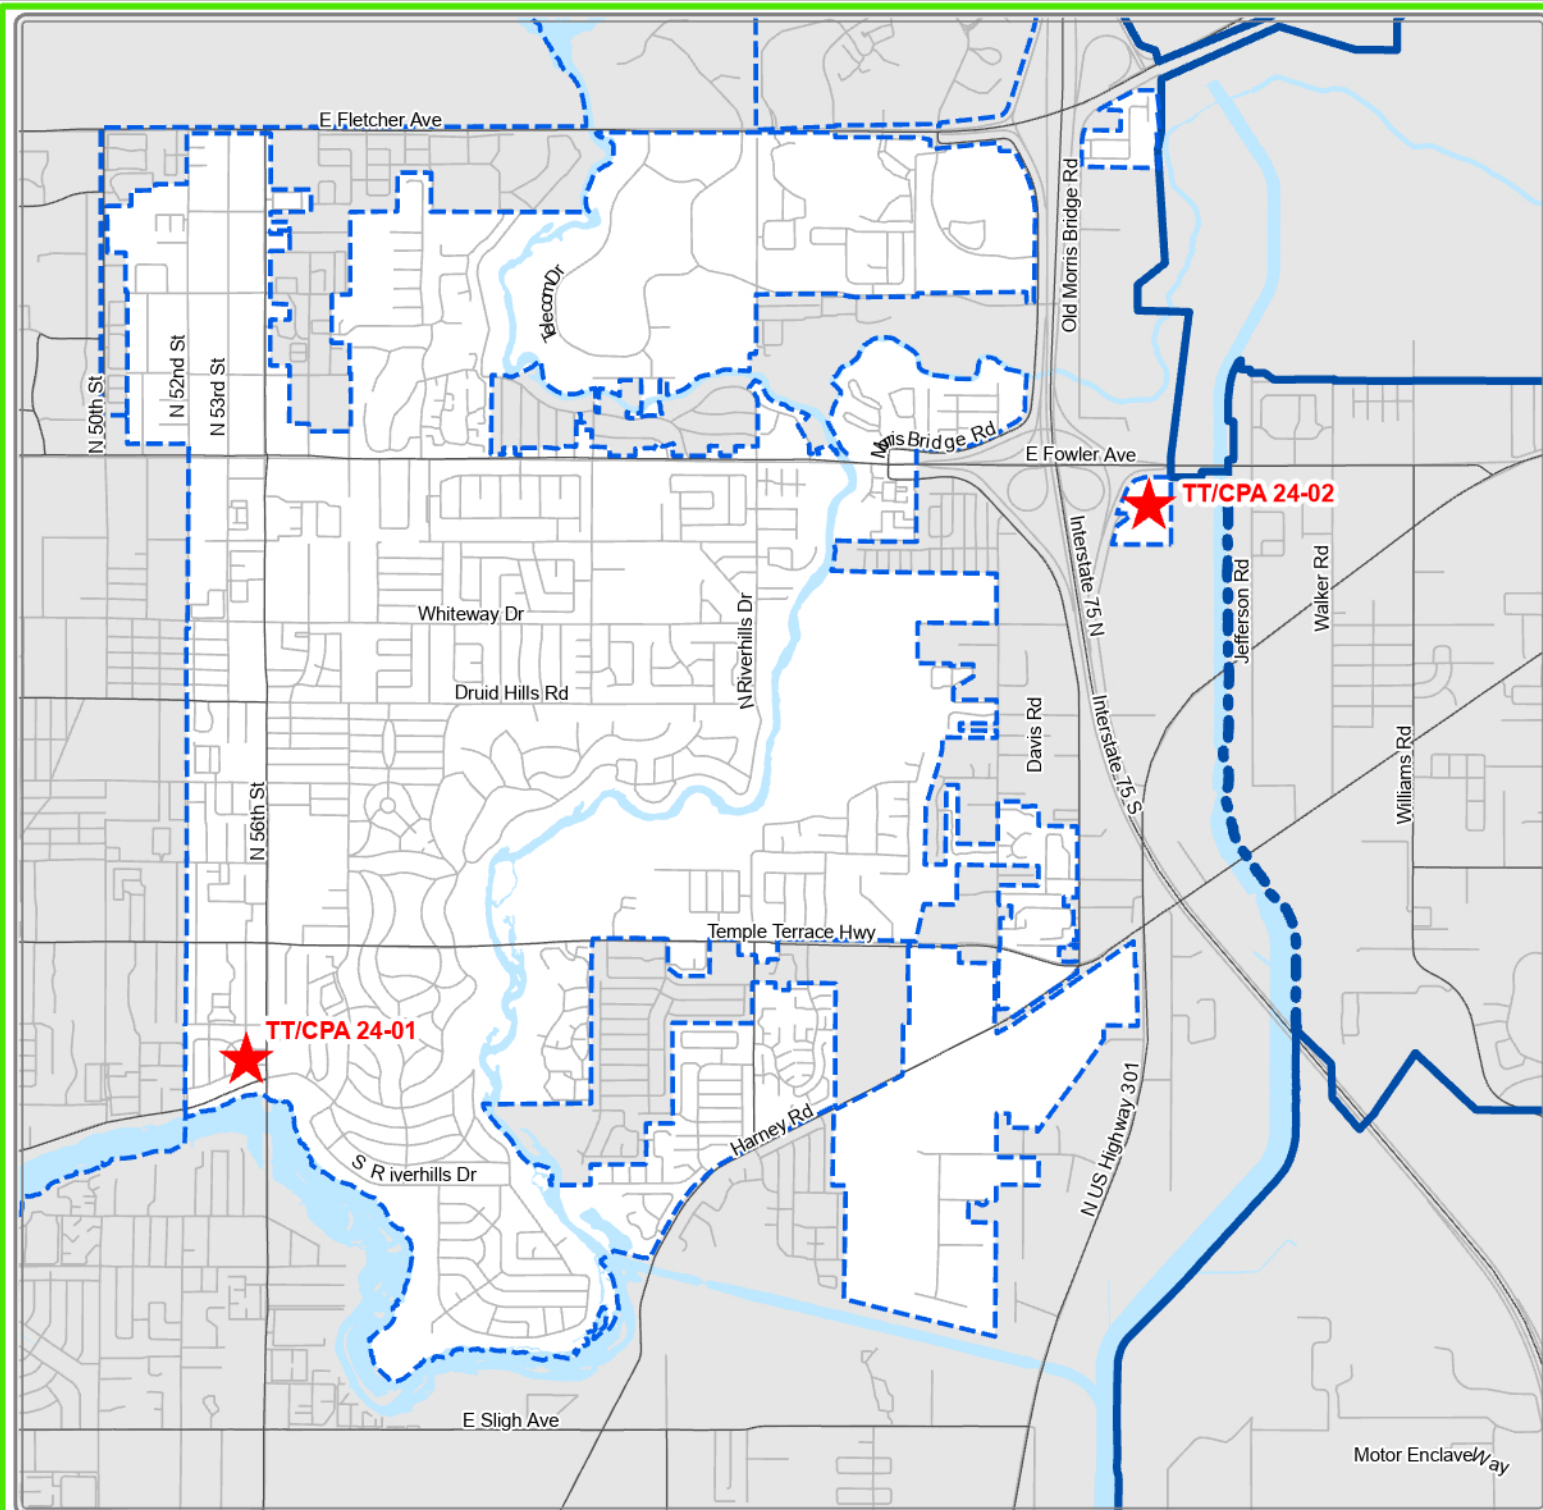 E Fletcher Ave
Old Morris Bridge Rd
Telecom Dr
N 52nd St
N 53rd St
N 50th St
Morris Bridge Rd
E Fowler Ave
TT/CPA 24-02
Interstate 75 N
Jefferson Rd
Walker Rd
Whiteway Dr
N Riverhills Dr
Druid Hills Rd
Davis Rd
Interstate 75 S
Williams Rd
N 56th St
Temple Terrace Hwy
TT/CPA 24-01
N US Highway 301
Harney Rd
S Riverhills Dr
E Sligh Ave
Motor Enclave Way